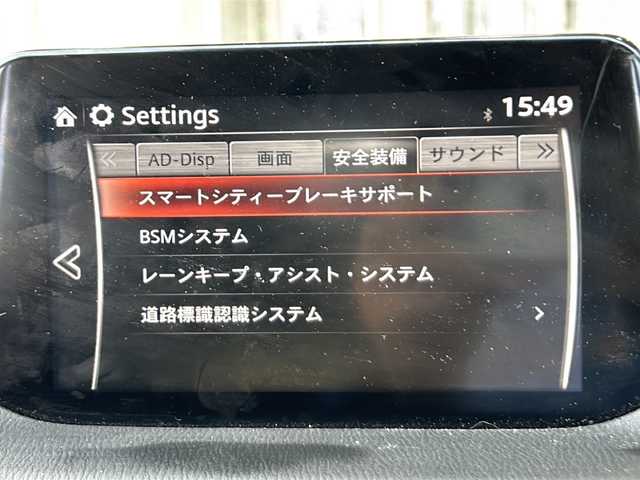 Settings 15:49
AD-Disp 画面 安全装備 サウンド
スマートシティーブレーキサポート
BSMシステム
レーンキープ・アシスト・システム
道路標識認識システム